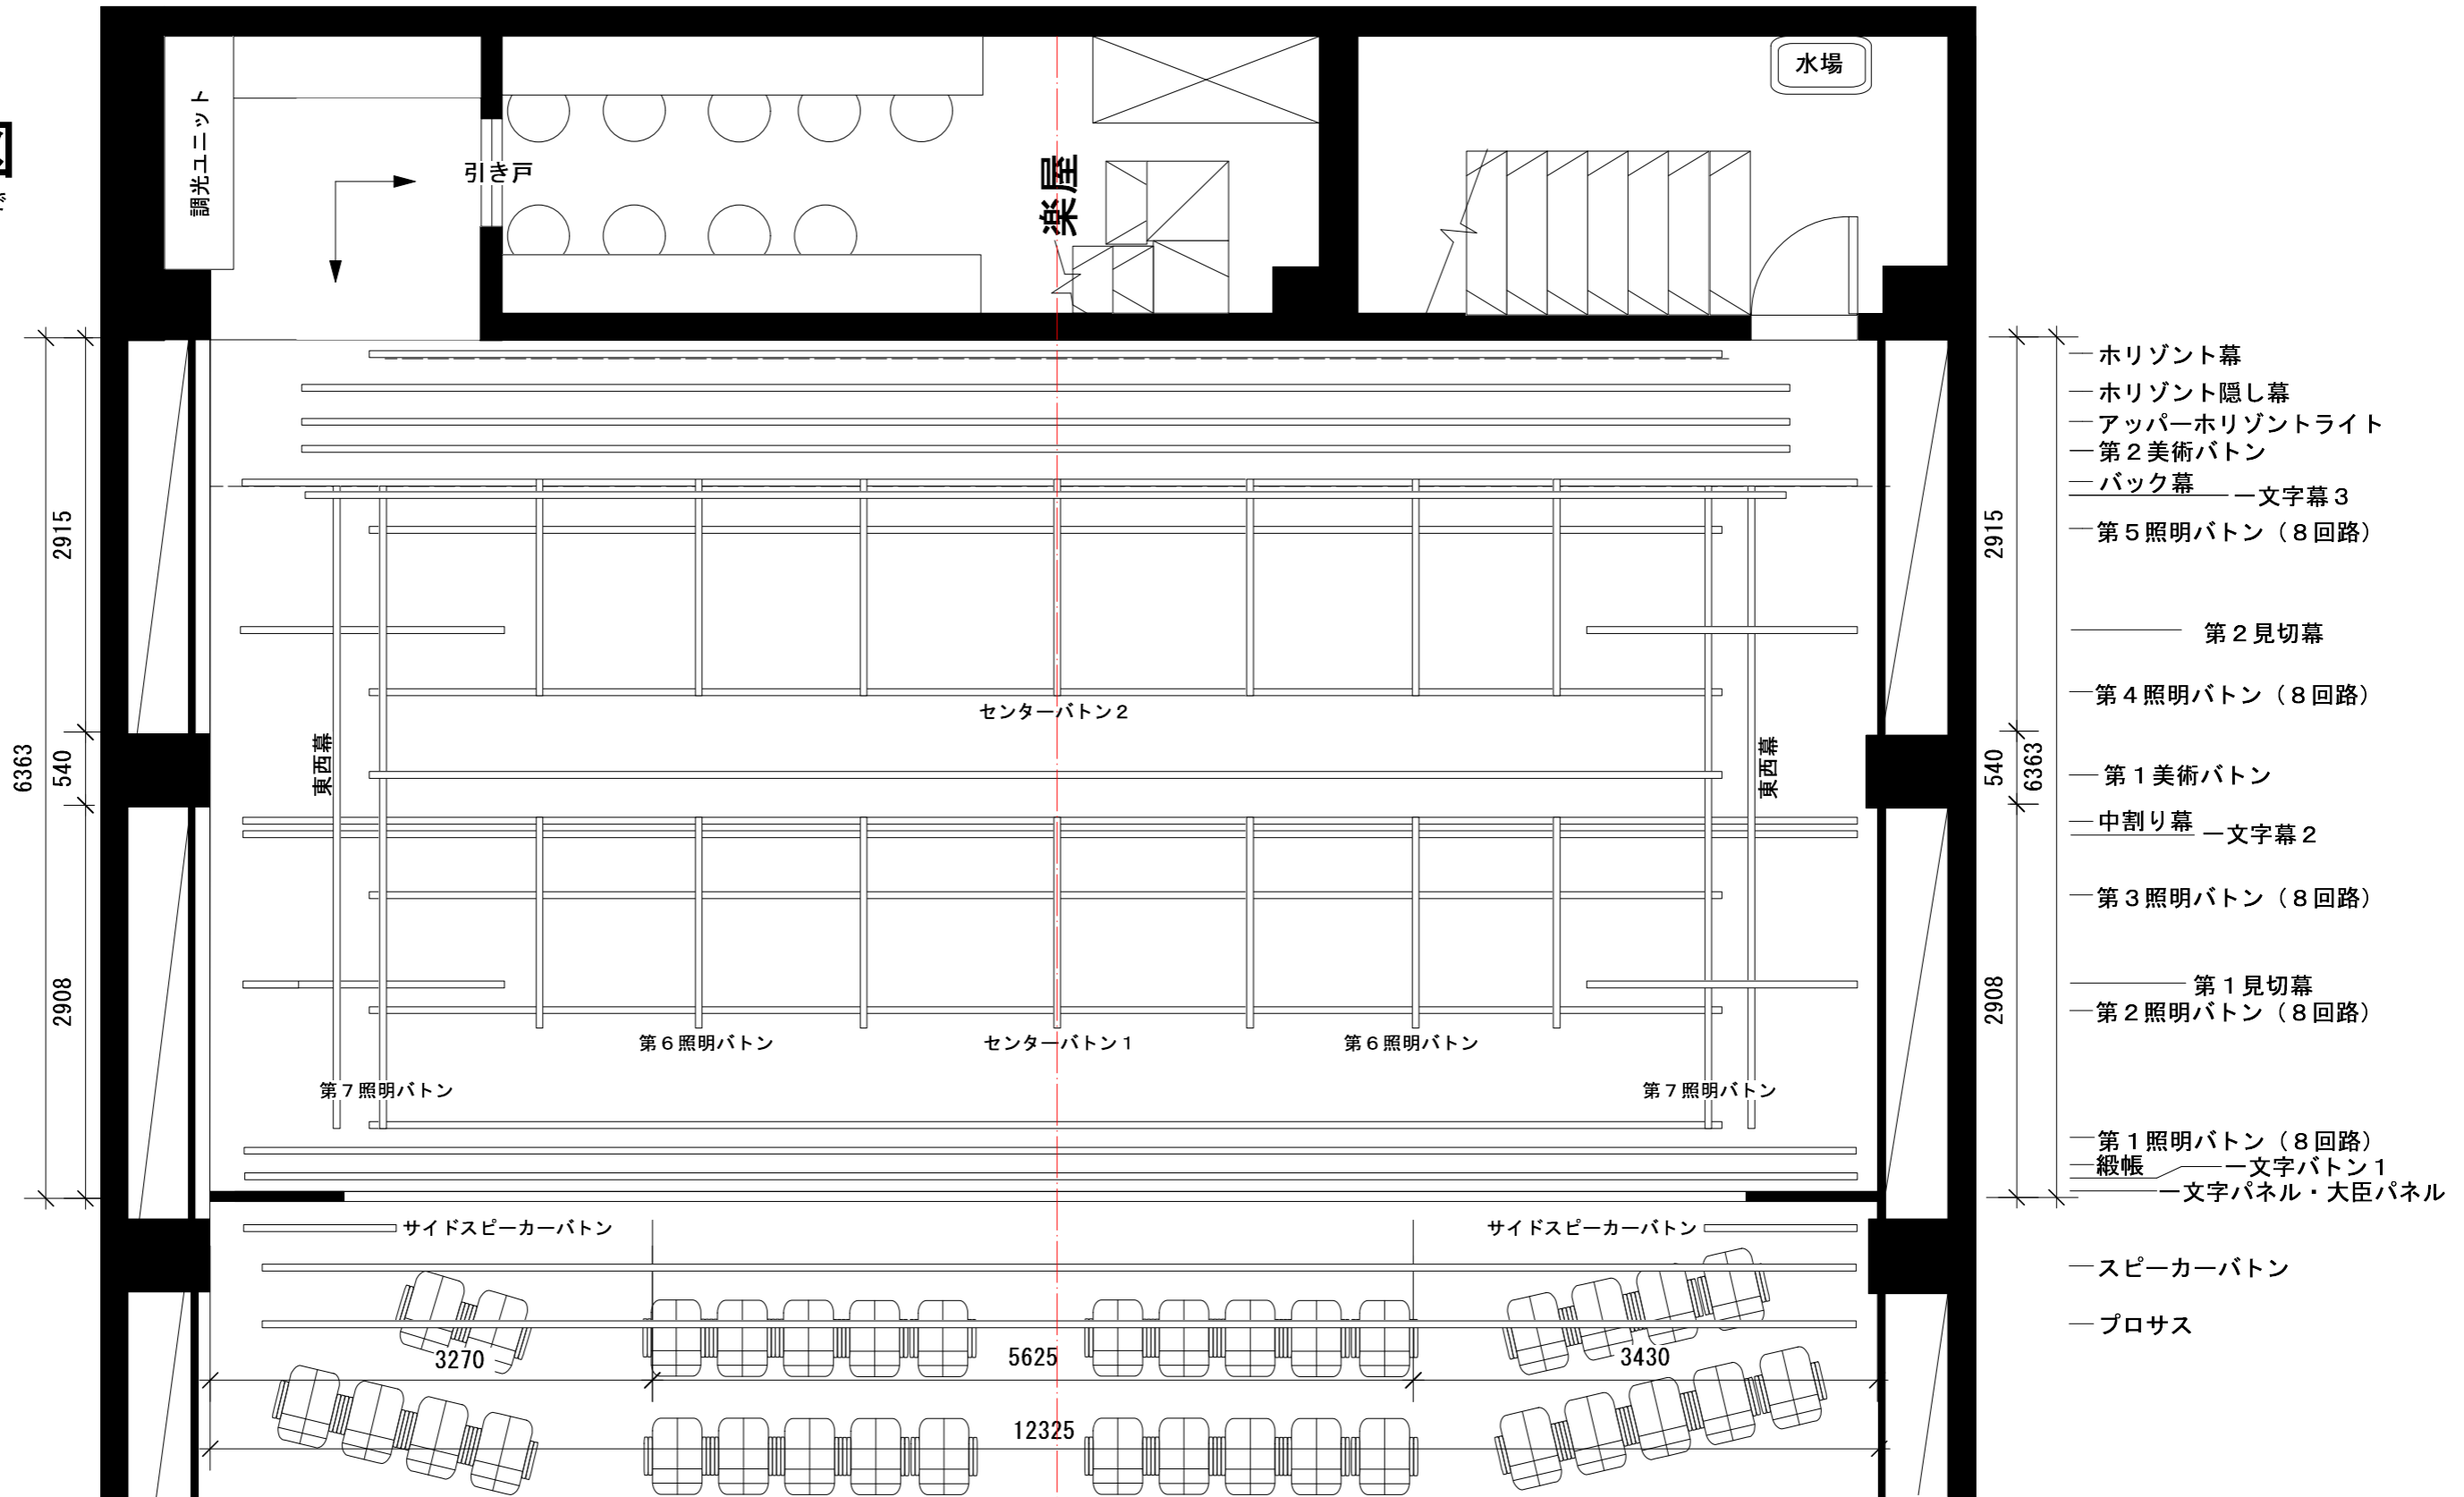 図
水場
調光ユニット
引き戸
楽屋
ホリゾント幕
ホリゾント隠し幕
アッパーホリゾントライト
第２美術バトン
バック幕
一文字幕３
第５照明バトン（８回路）
第２見切幕
第４照明バトン（８回路）
第１美術バトン
中割り幕
一文字幕２
第３照明バトン（８回路）
第１見切幕
第２照明バトン（８回路）
第１照明バトン（８回路）
緞帳
一文字バトン１
一文字パネル・大臣パネル
スピーカーバトン
プロサス
2915
540
6363
2908
2915
540
6363
2908
センターバトン２
東西幕
東西幕
第６照明バトン
センターバトン１
第６照明バトン
第７照明バトン
第７照明バトン
サイドスピーカーバトン
サイドスピーカーバトン
3270
5625
3430
12325